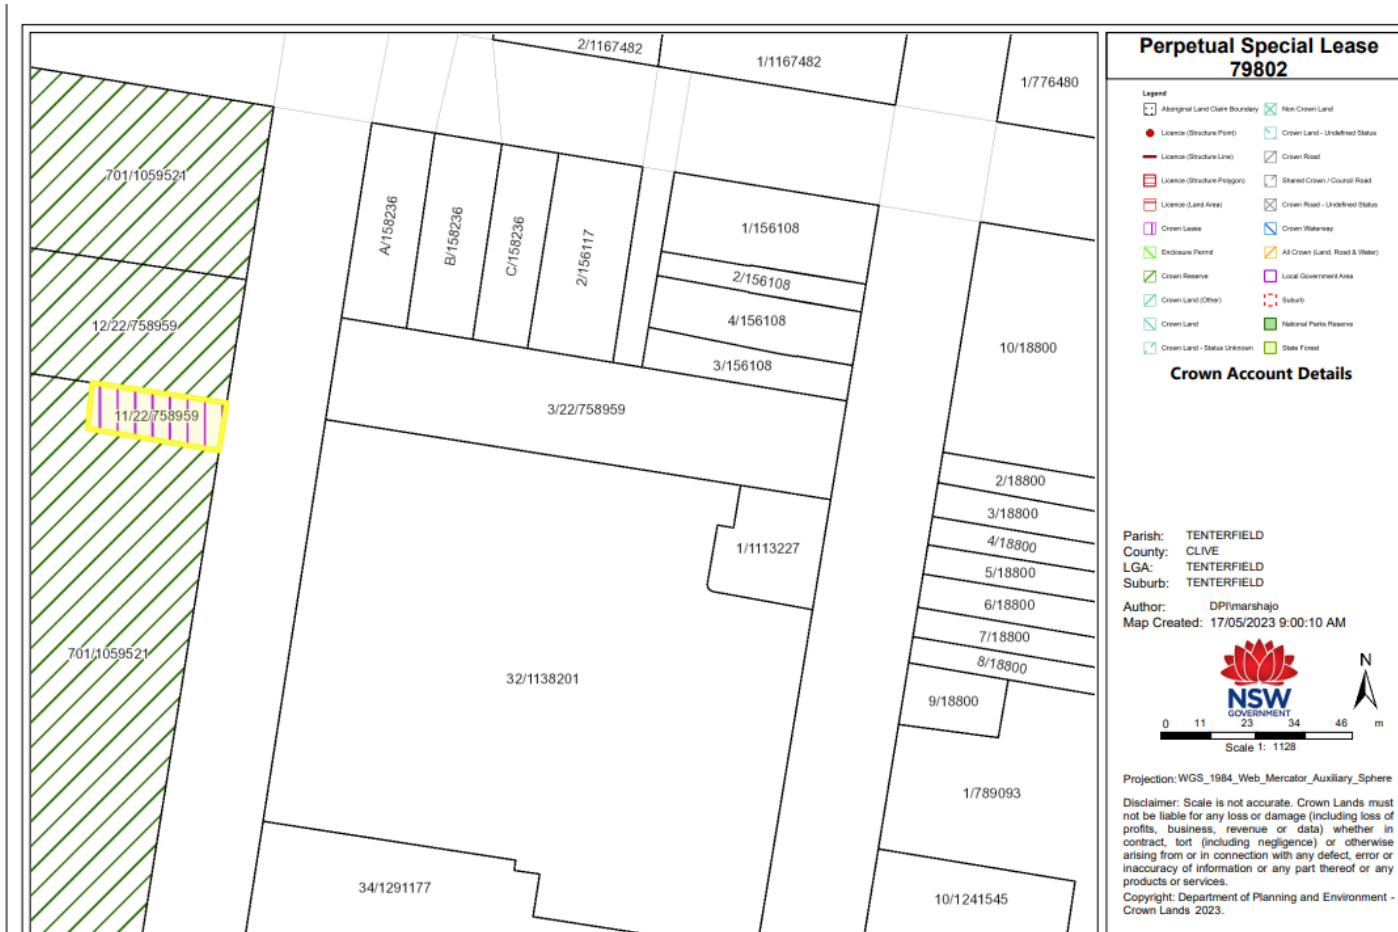 2/1167482
1/1167482
1/776480
701/1059521
A/158236
B/158236
C/158236
2/156117
1/156108
2/156108
4/156108
3/156108
12/22/758959
10/18800
11/22/758959
3/22/758959
2/18800
3/18800
4/18800
5/18800
6/18800
7/18800
8/18800
9/18800
1/1113227
701/1059521
32/1138201
1/789093
34/1291177
10/1241545
Perpetual Special Lease
79802
Legend
Aboriginal Land Claim Boundary
Licence (Structure Point)
Licence (Structure Line)
Licence (Structure Polygon)
Licence (Land Area)
Crown Lease
Enclosure Permit
Crown Reserve
Crown Land (Other)
Crown Land
Crown Land - Status Unknown
Non Crown Land
Crown Land - Undefined Status
Crown Road
Shared Crown / Council Road
Crown Road - Undefined Status
Crown Waterway
All Crown (Land, Road & Water)
Local Government Area
Suburb
National Parks Reserve
State Forest
Crown Account Details
Parish: TENTERFIELD
County: CLIVE
LGA: TENTERFIELD
Suburb: TENTERFIELD
Author: DPI\marshajo
Map Created: 17/05/2023 9:00:10 AM
NSW
GOVERNMENT
N
0 11 23 34 46 m
Scale 1: 1128
Projection: WGS_1984_Web_Mercator_Auxiliary_Sphere
Disclaimer: Scale is not accurate. Crown Lands must
not be liable for any loss or damage (including loss of
profits, business, revenue or data) whether in
contract, tort (including negligence) or otherwise
arising from or in connection with any defect, error or
inaccuracy of information or any part thereof or any
products or services.
Copyright: Department of Planning and Environment -
Crown Lands 2023.